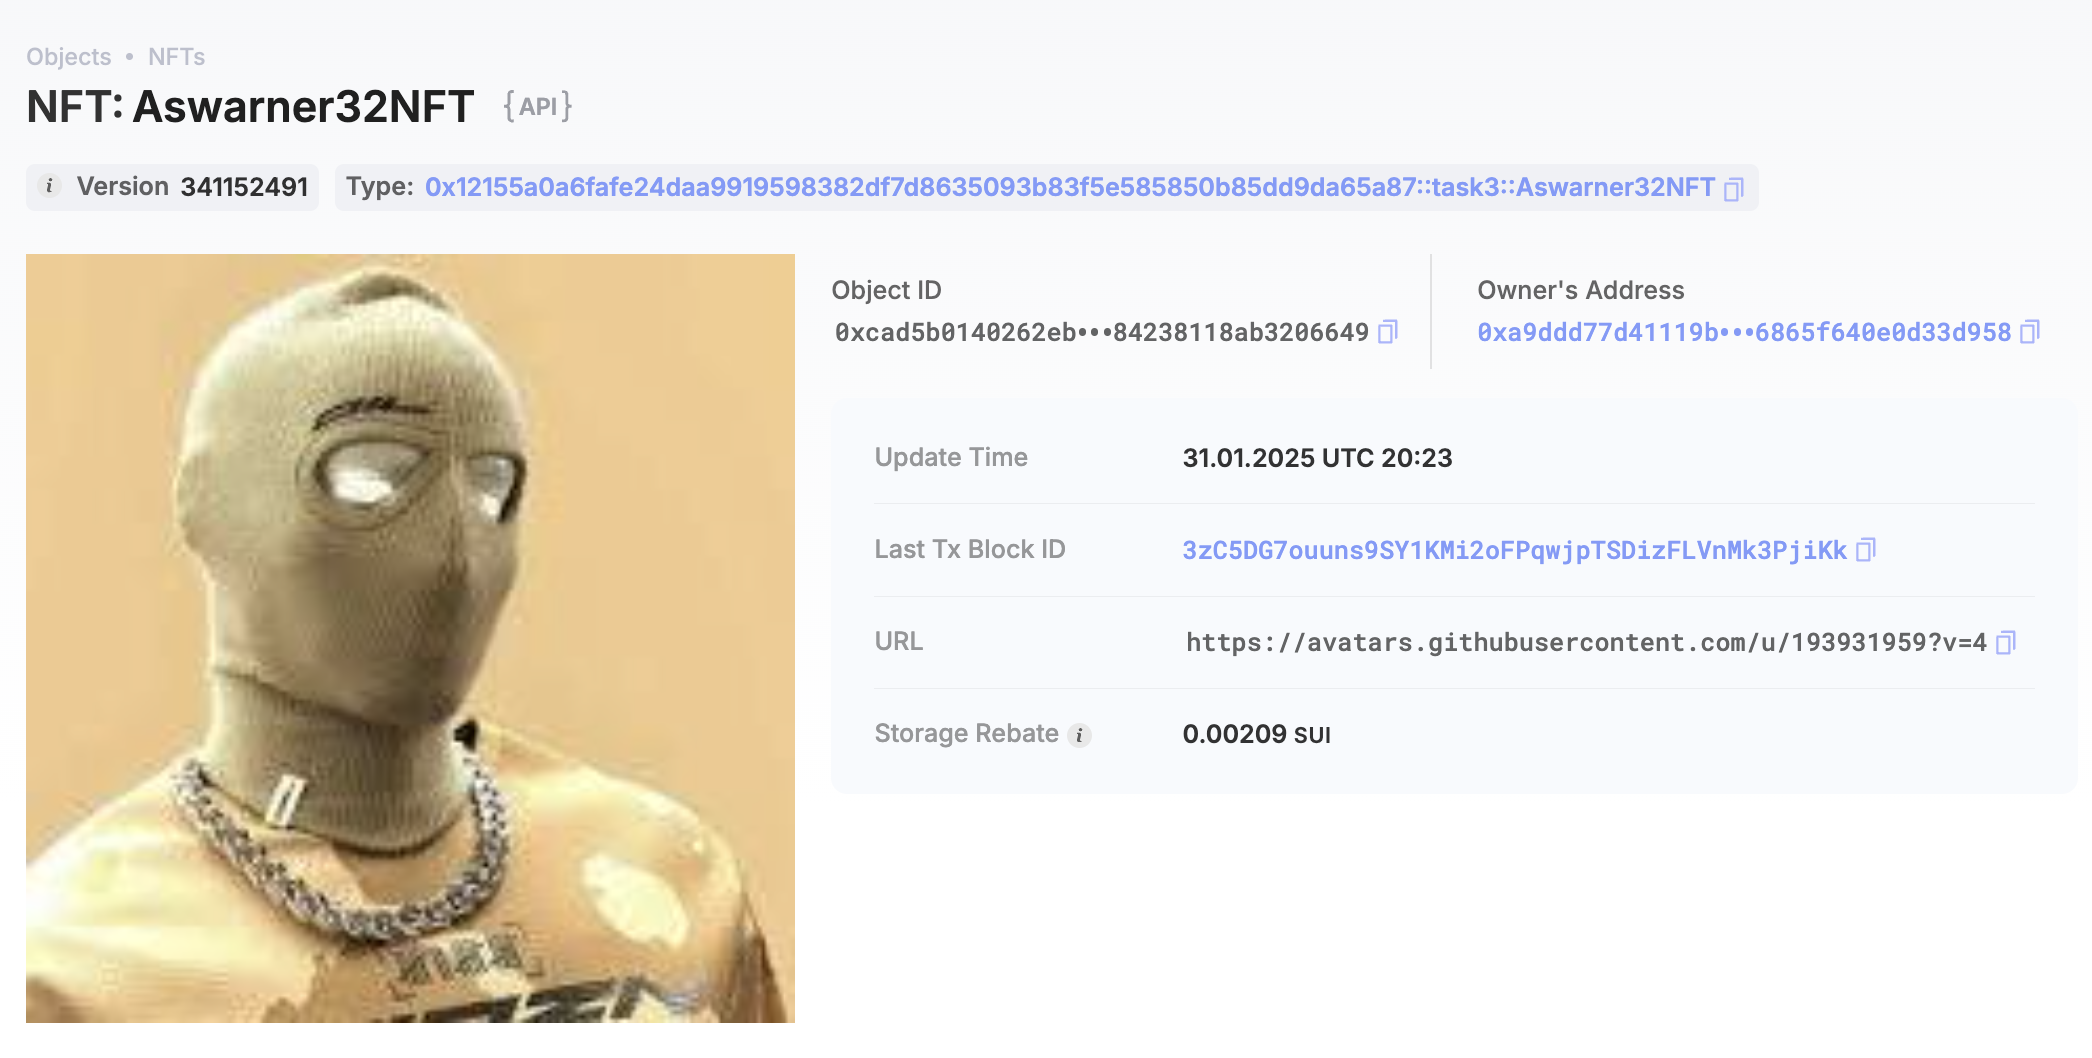 Objects • NFTs
NFT: Aswarner32NFT {API}
i Version 341152491 Type: 0x12155a0a6fafe24daa9919598382df7d8635093b83f5e585850b85dd9da65a87::task3::Aswarner32NFT
Object ID
0xcad5b0140262eb•••84238118ab3206649
Owner's Address
0xa9ddd77d41119b•••6865f640e0d33d958
Update Time 31.01.2025 UTC 20:23
Last Tx Block ID 3zC5DG7ouuns9SY1KMi2oFPqwjpTSDizFLVnMk3PjiKk
URL https://avatars.githubusercontent.com/u/193931959?v=4
Storage Rebate i 0.00209 SUI